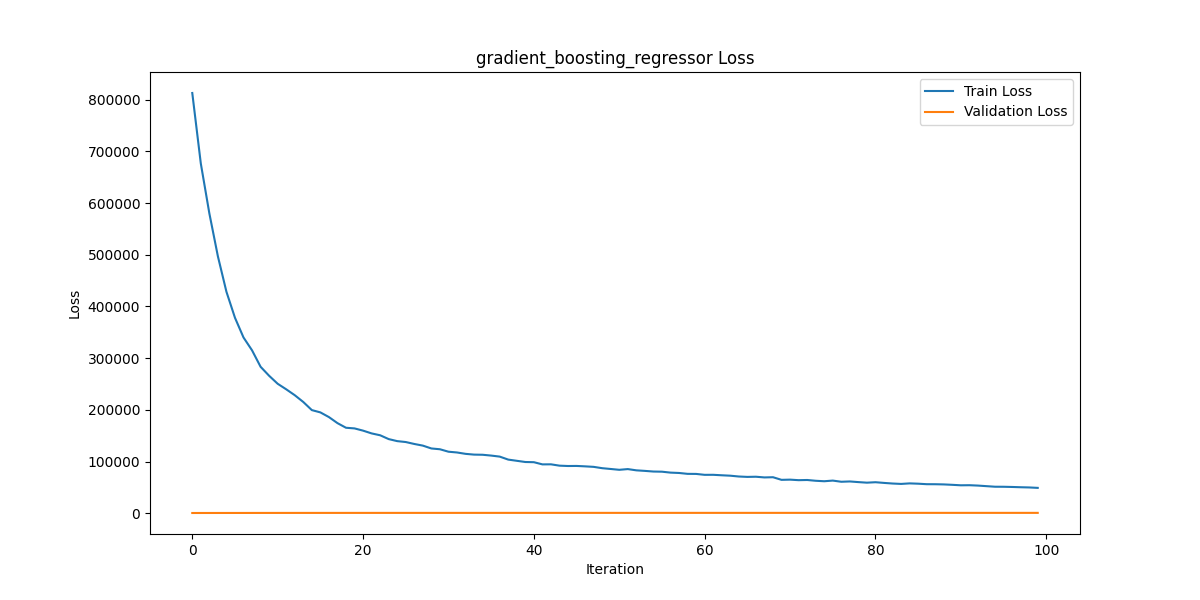 gradient_boosting_regressor Loss
Train Loss
Validation Loss
800000
700000
600000
500000
400000
300000
200000
100000
0
Loss
0 20 40 60 80 100
Iteration